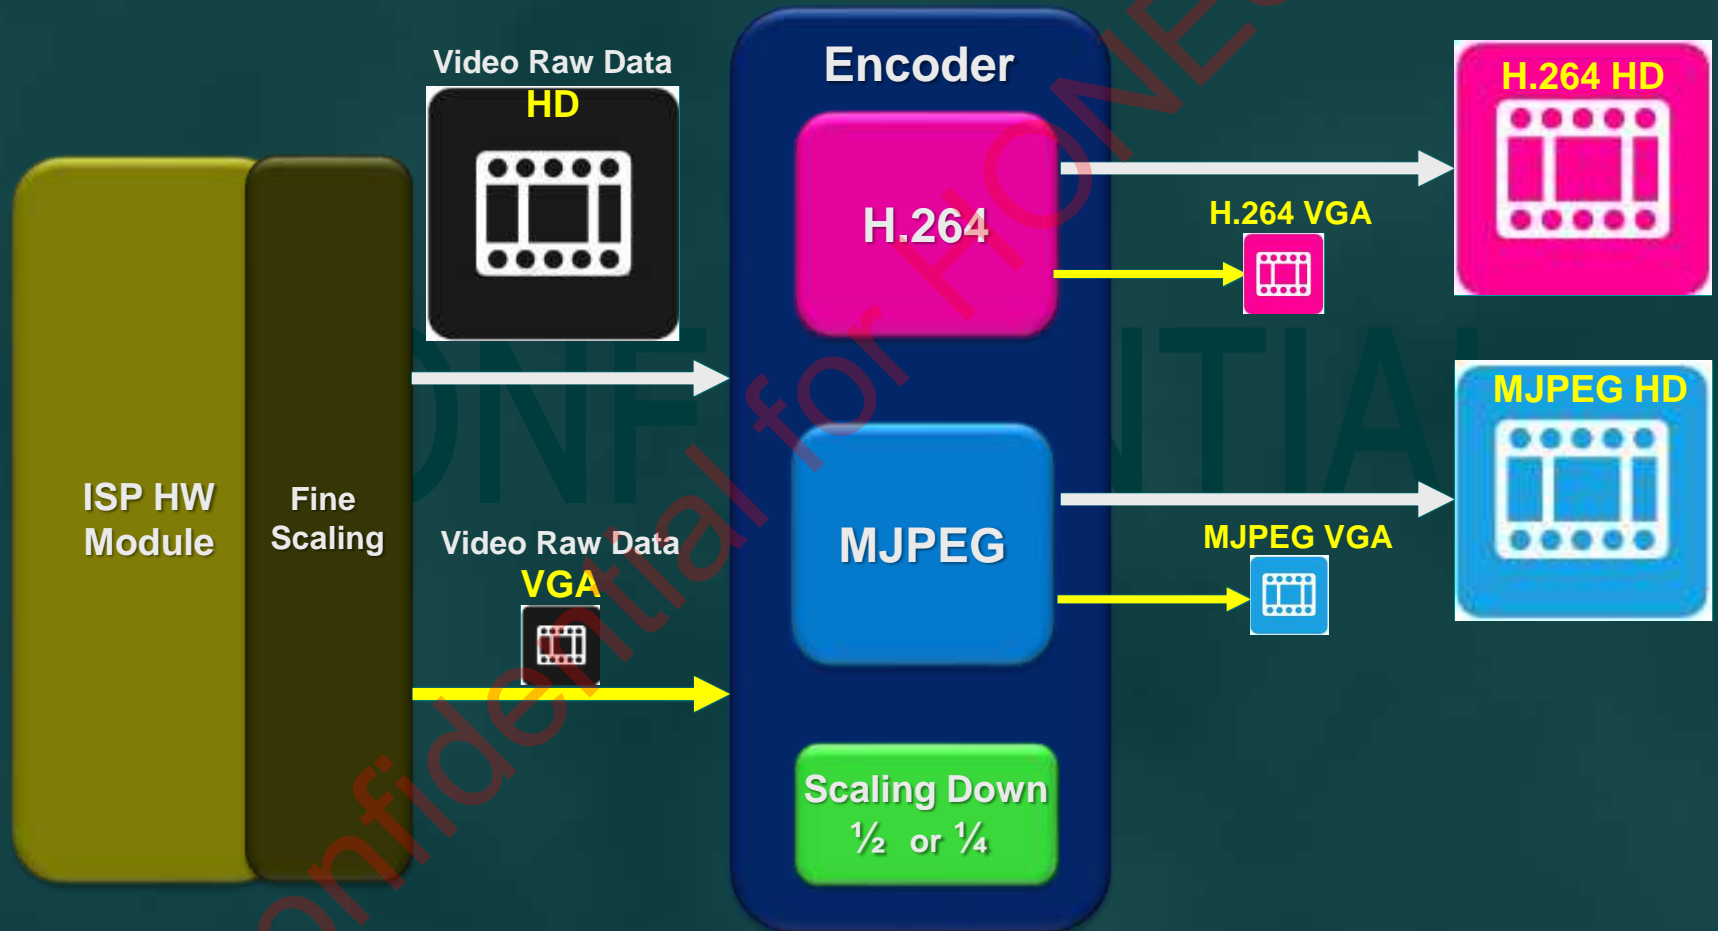 Video Raw Data
HD
Encoder
H.264 HD
H.264
H.264 VGA
MJPEG HD
ISP HW
Module
Fine
Scaling
Video Raw Data
VGA
MJPEG
MJPEG VGA
Scaling Down
½ or ¼